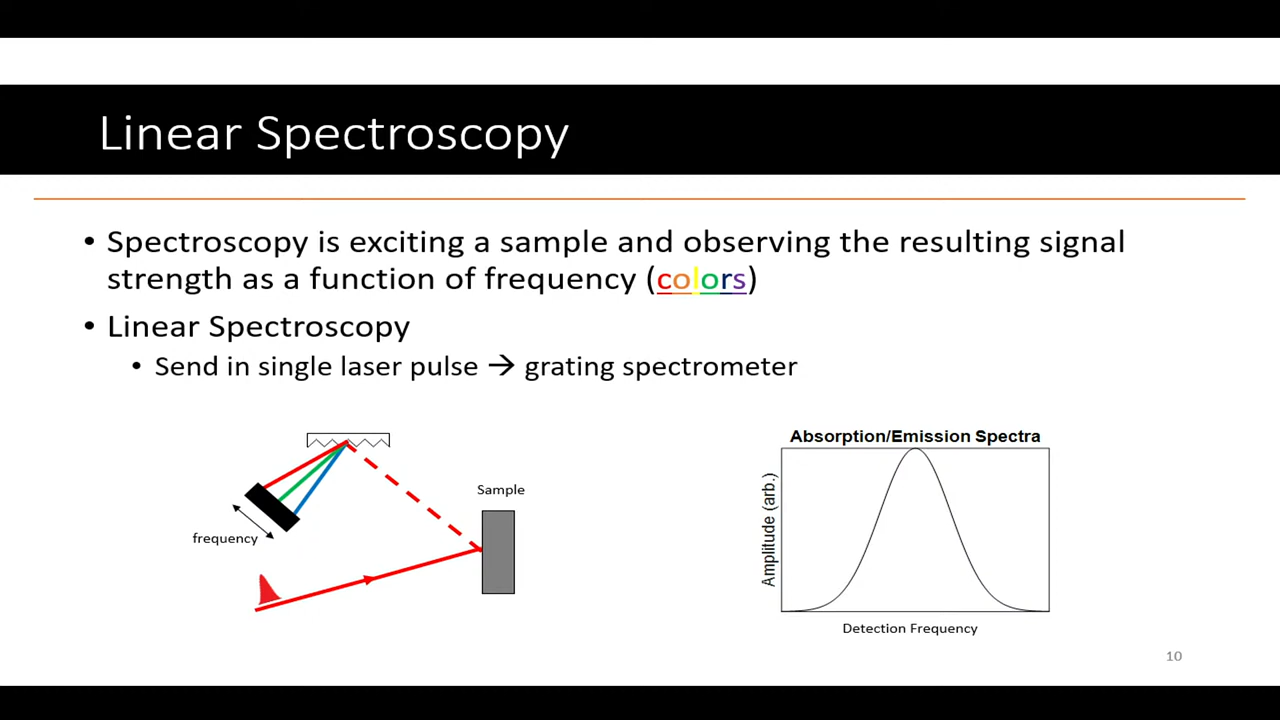 Linear Spectroscopy
• Spectroscopy is exciting a sample and observing the resulting signal
strength as a function of frequency (colors)
• Linear Spectroscopy
• Send in single laser pulse → grating spectrometer
Sample
frequency
Absorption/Emission Spectra
Amplitude (arb.)
Detection Frequency
10